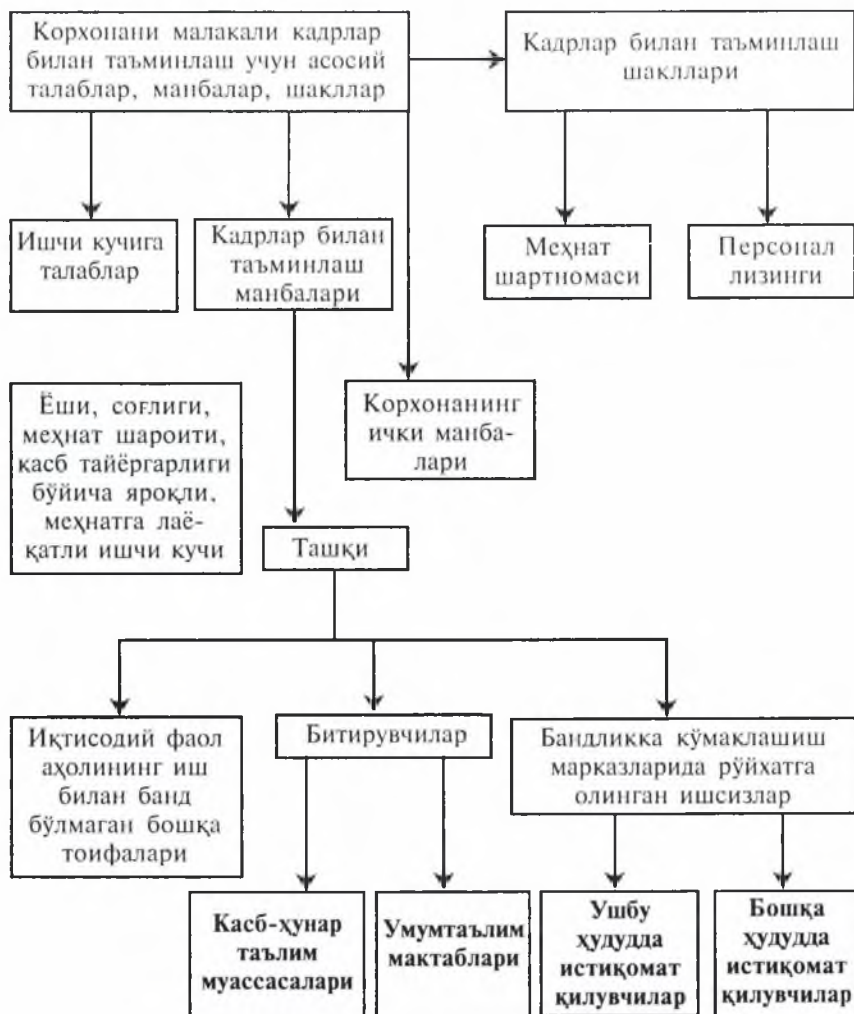 Корхонани малакали кадрлар
билан таъминлаш учун асосий
талаблар, манбалар, шакллар
Кадрлар билан таъминлаш
шакллари
Ишчи кучига
талаблар
Кадрлар билан
таъминлаш
манбалари
Меҳнат
шартномаси
Персонал
лизинги
Ёши, соғлиги,
меҳнат шароити,
касб тайёргарлиги
бўйича яроқли,
меҳнатга лаё-
қатли ишчи кучи
Корхонанинг
ички манба-
лари
Ташқи
Иқтисодий фаол
аҳолининг иш
билан банд
бўлмаган бошқа
тоифалари
Битирувчилар
Бандликка кўмаклашиш
марказларида рўйхатга
олинган ишсизлар
Касб-ҳунар
таълим
муассасалари
Умумтаълим
мактаблари
Ушбу
ҳудудда
истиқомат
қилувчилар
Бошқа
ҳудудда
истиқомат
қилувчилар